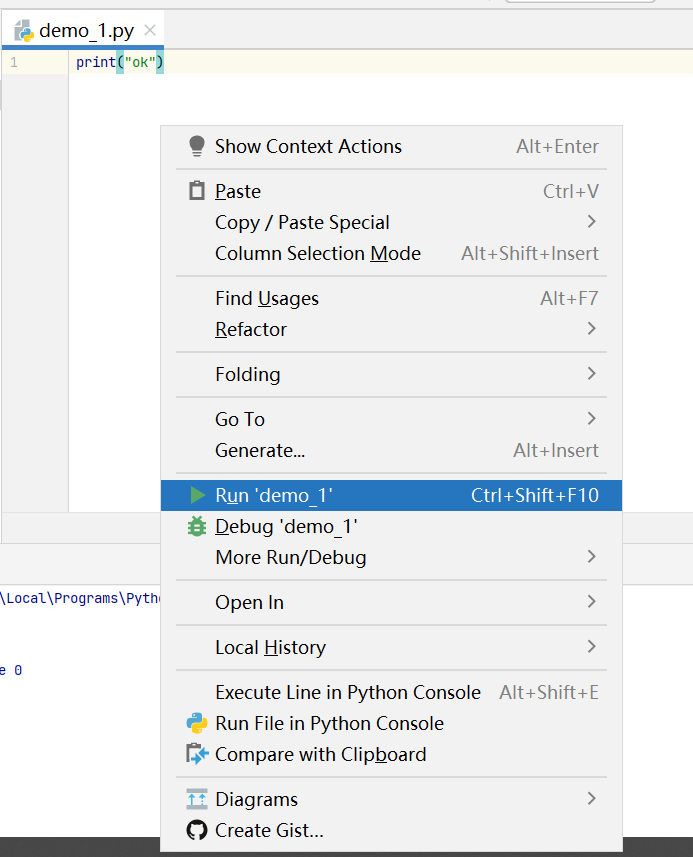 demo_1.py
1 print("ok")
Show Context Actions Alt+Enter
Paste Ctrl+V
Copy / Paste Special
Column Selection Mode Alt+Shift+Insert
Find Usages Alt+F7
Refactor
Folding
Go To
Generate... Alt+Insert
Run 'demo_1' Ctrl+Shift+F10
Debug 'demo_1'
More Run/Debug
\Local\Programs\Pytho
Open In
Local History
e 0
Execute Line in Python Console Alt+Shift+E
Run File in Python Console
Compare with Clipboard
Diagrams
Create Gist...